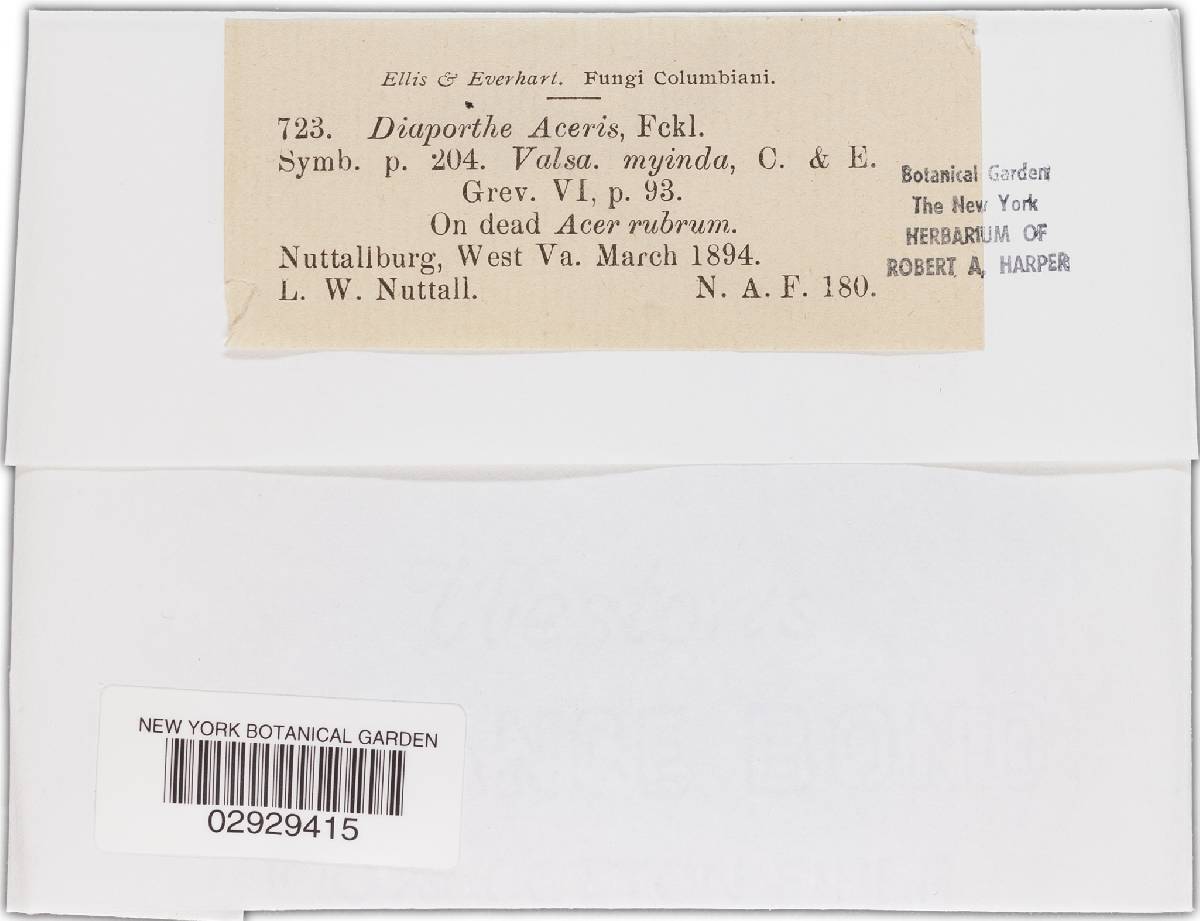 Ellis & Everhart. Fungi Columbiani.
723. Diaporthe Aceris, Fckl.
Symb. p. 204. Valsa. myinda, C. & E.
Grev. VI, p. 93.
On dead Acer rubrum.
Nuttallburg, West Va. March 1894.
L. W. Nuttall. N. A. F. 180.
Botanical Garden
The New York
HERBARIUM OF
ROBERT A. HARPER
NEW YORK BOTANICAL GARDEN
02929415